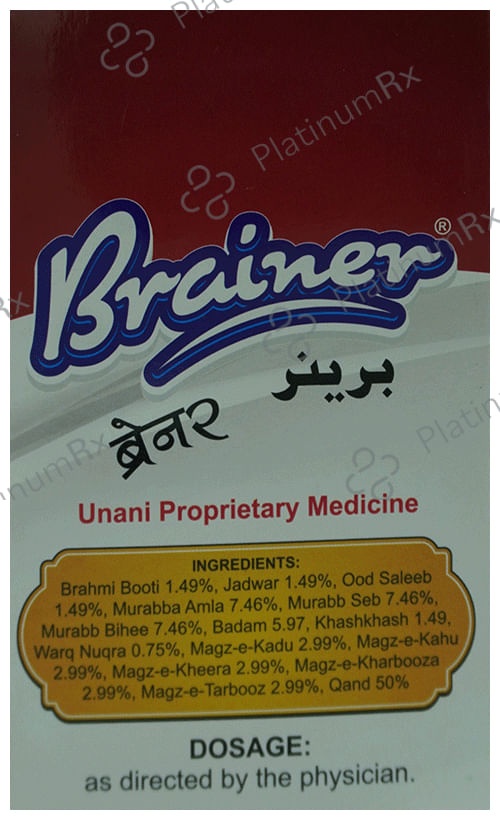 PlatinumRx
PlatinumRx
Brainer®
برینر
ब्रेनर
Unani Proprietary Medicine
INGREDIENTS:
Brahmi Booti 1.49%, Jadwar 1.49%, Ood Saleeb
1.49%, Murabba Amla 7.46%, Murabb Seb 7.46%,
Murabb Bihee 7.46%, Badam 5.97, Khashkhash 1.49,
Warq Nuqra 0.75%, Magz-e-Kadu 2.99%, Magz-e-Kahu
2.99%, Magz-e-Kheera 2.99%, Magz-e-Kharbooza
2.99%, Magz-e-Tarbooz 2.99%, Qand 50%
DOSAGE:
as directed by the physician.